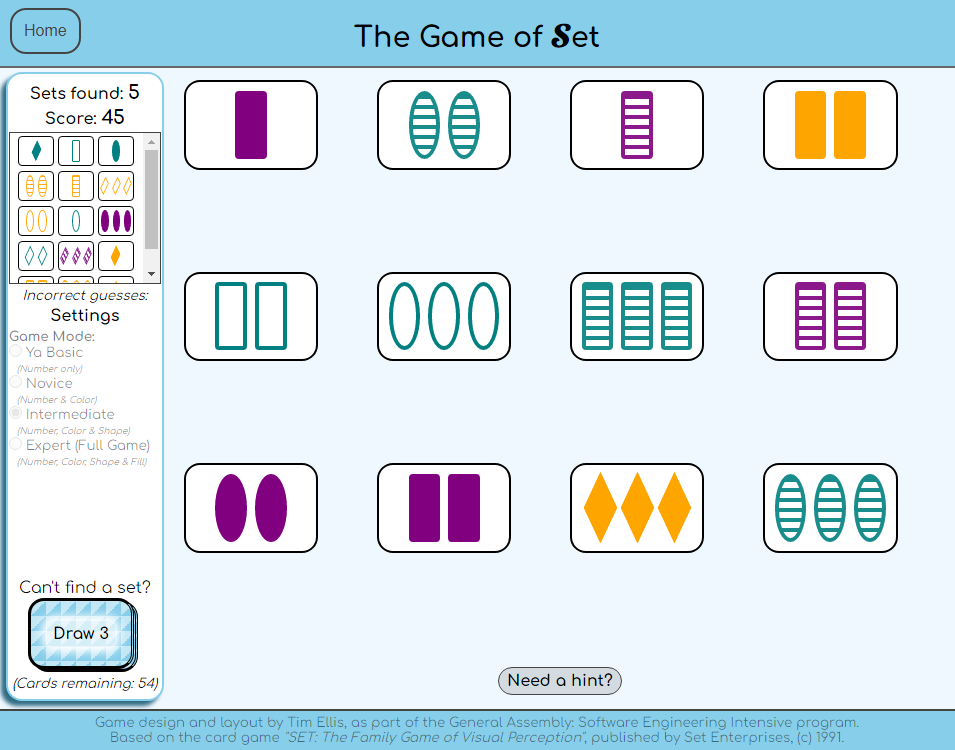 Home
The Game of Set
Sets found: 5
Score: 45
Incorrect guesses:
Settings
Game Mode:
Ya Basic
(Number only)
Novice
(Number & Color)
Intermediate
(Number, Color & Shape)
Expert (Full Game)
(Number, Color, Shape & Fill)
Can't find a set?
Draw 3
(Cards remaining: 54)
Need a hint?
Game design and layout by Tim Ellis, as part of the General Assembly: Software Engineering Intensive program.
Based on the card game "SET: The Family Game of Visual Perception", published by Set Enterprises, (c) 1991.